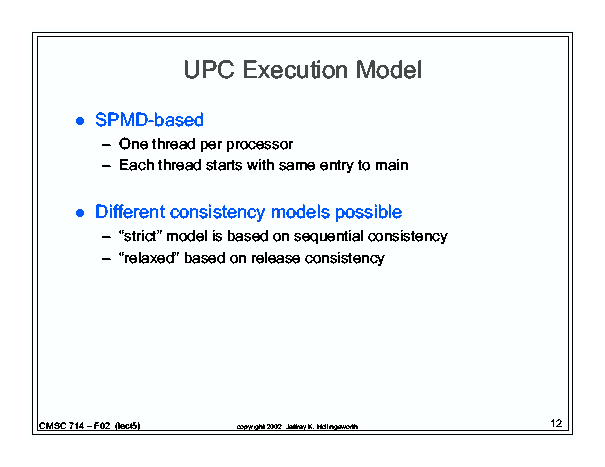 UPC Execution Model
● SPMD-based
– One thread per processor
– Each thread starts with same entry to main
● Different consistency models possible
– “strict” model is based on sequential consistency
– “relaxed” based on release consistency
CMSC 714 – F02 (lect5)
copyright 2002 Jeffrey K. Hollingsworth
12